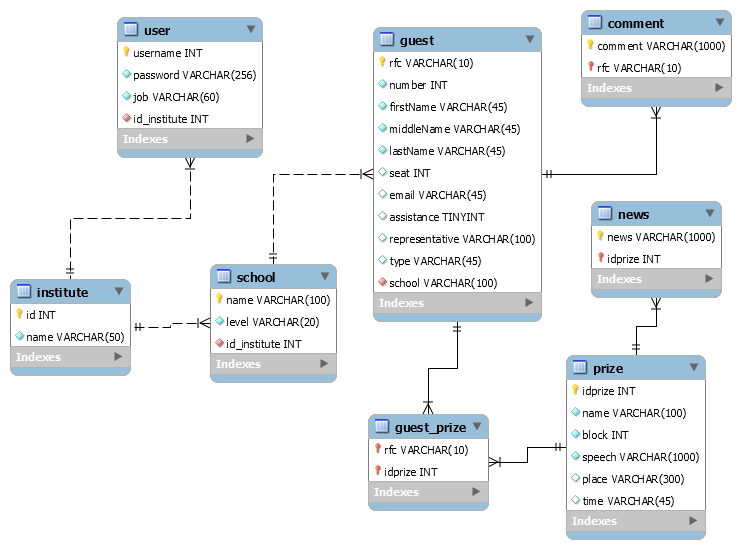 user
username INT
password VARCHAR(256)
job VARCHAR(60)
id_institute INT
Indexes
guest
rfc VARCHAR(10)
number INT
firstName VARCHAR(45)
middleName VARCHAR(45)
lastName VARCHAR(45)
seat INT
email VARCHAR(45)
assistance TINYINT
representative VARCHAR(100)
type VARCHAR(45)
school VARCHAR(100)
Indexes
comment
comment VARCHAR(1000)
rfc VARCHAR(10)
Indexes
news
news VARCHAR(1000)
idprize INT
Indexes
institute
id INT
name VARCHAR(50)
Indexes
school
name VARCHAR(100)
level VARCHAR(20)
id_institute INT
Indexes
guest_prize
rfc VARCHAR(10)
idprize INT
Indexes
prize
idprize INT
name VARCHAR(100)
block INT
speech VARCHAR(1000)
place VARCHAR(300)
time VARCHAR(45)
Indexes